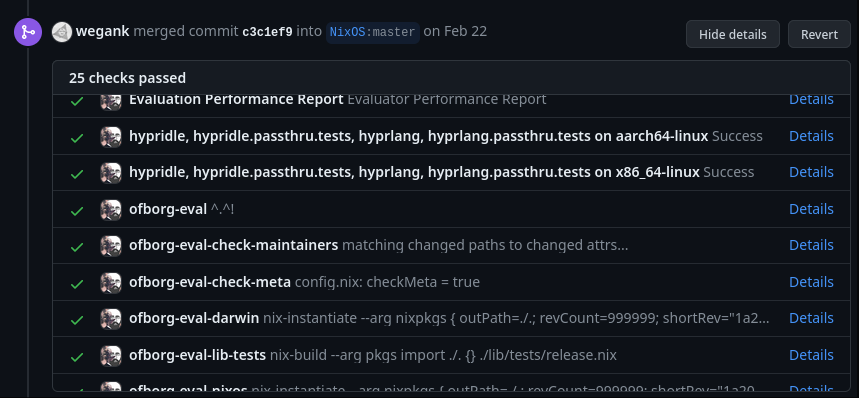 wegank merged commit c3c1ef9 into NixOS:master on Feb 22
Hide details
Revert
25 checks passed
Evaluation Performance Report Evaluator Performance Report Details
hypridle, hypridle.passthru.tests, hyprlang, hyprlang.passthru.tests on aarch64-linux Success Details
hypridle, hypridle.passthru.tests, hyprlang, hyprlang.passthru.tests on x86_64-linux Success Details
ofborg-eval ^.^! Details
ofborg-eval-check-maintainers matching changed paths to changed attrs... Details
ofborg-eval-check-meta config.nix: checkMeta = true Details
ofborg-eval-darwin nix-instantiate --arg nixpkgs { outPath=./.; revCount=999999; shortRev="1a2... Details
ofborg-eval-lib-tests nix-build --arg pkgs import ./. {} ./lib/tests/release.nix Details
ofborg-eval-nixos nix-instantiate --arg nixpkgs { outPath=./.; revCount=999999; shortRev="1a20... Details